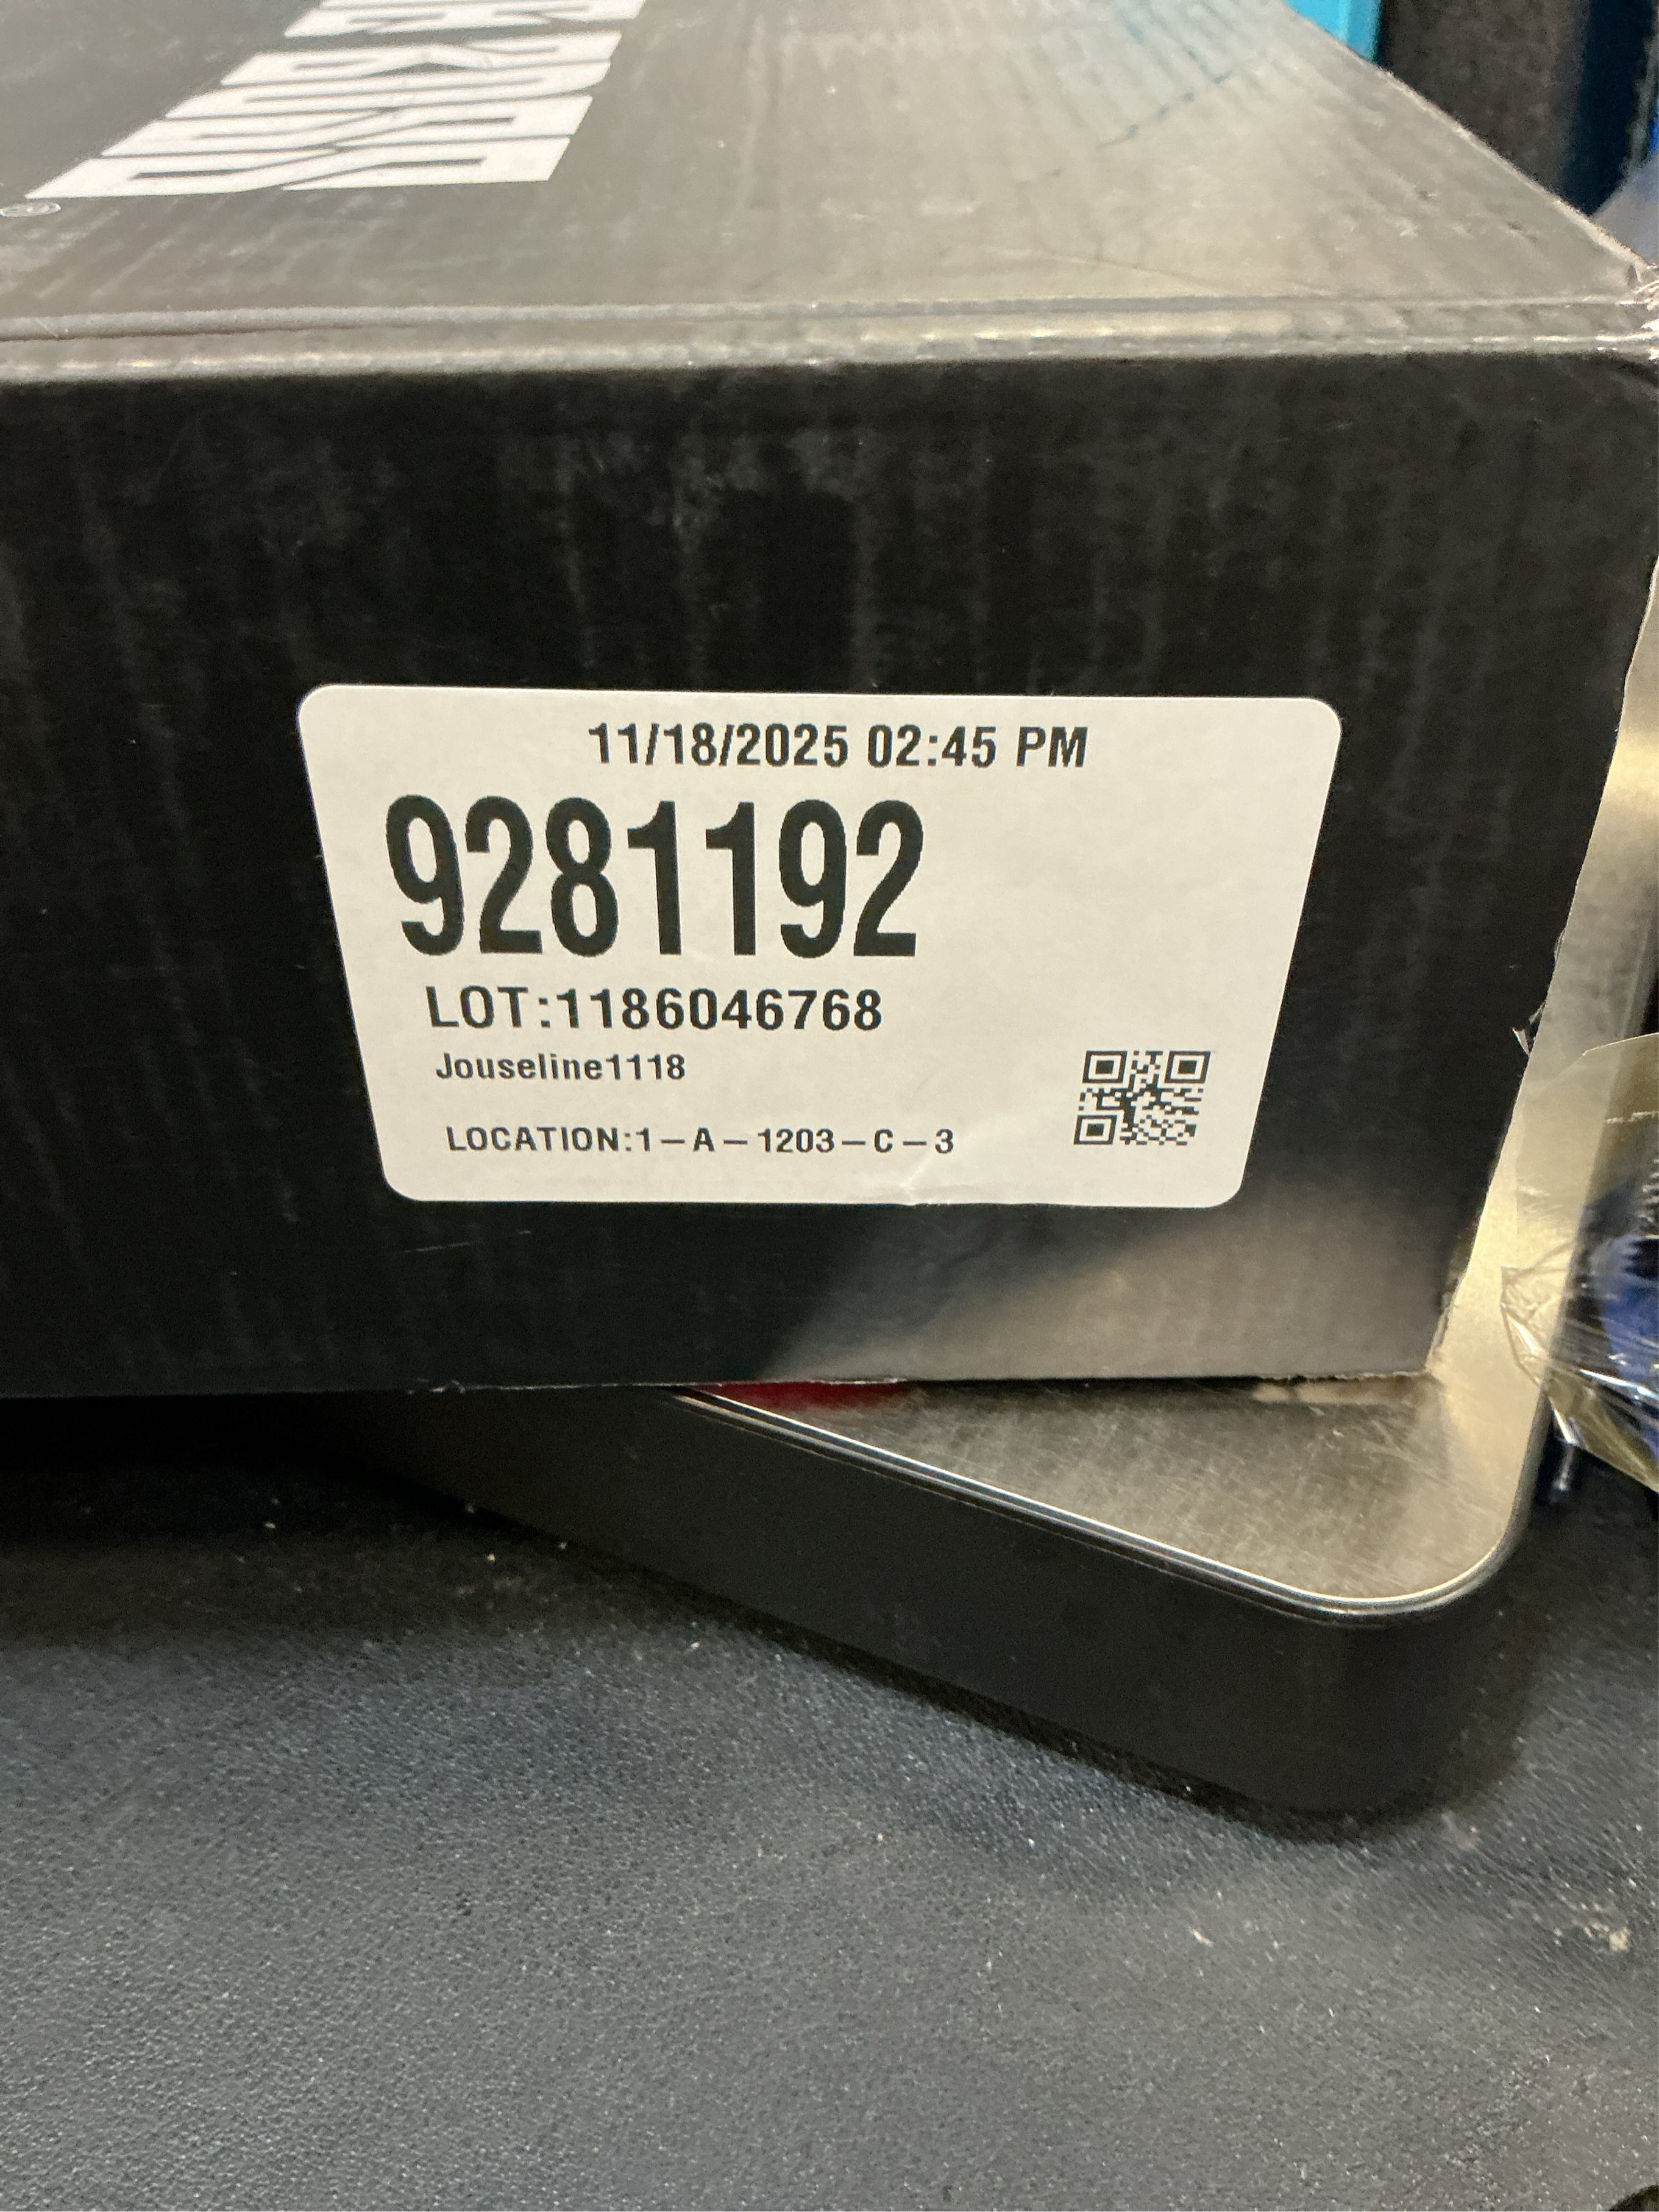 ®
11/18/2025 02:45 PM
9281192
LOT:1186046768
Jouseline1118
LOCATION:1-A-1203-C-3